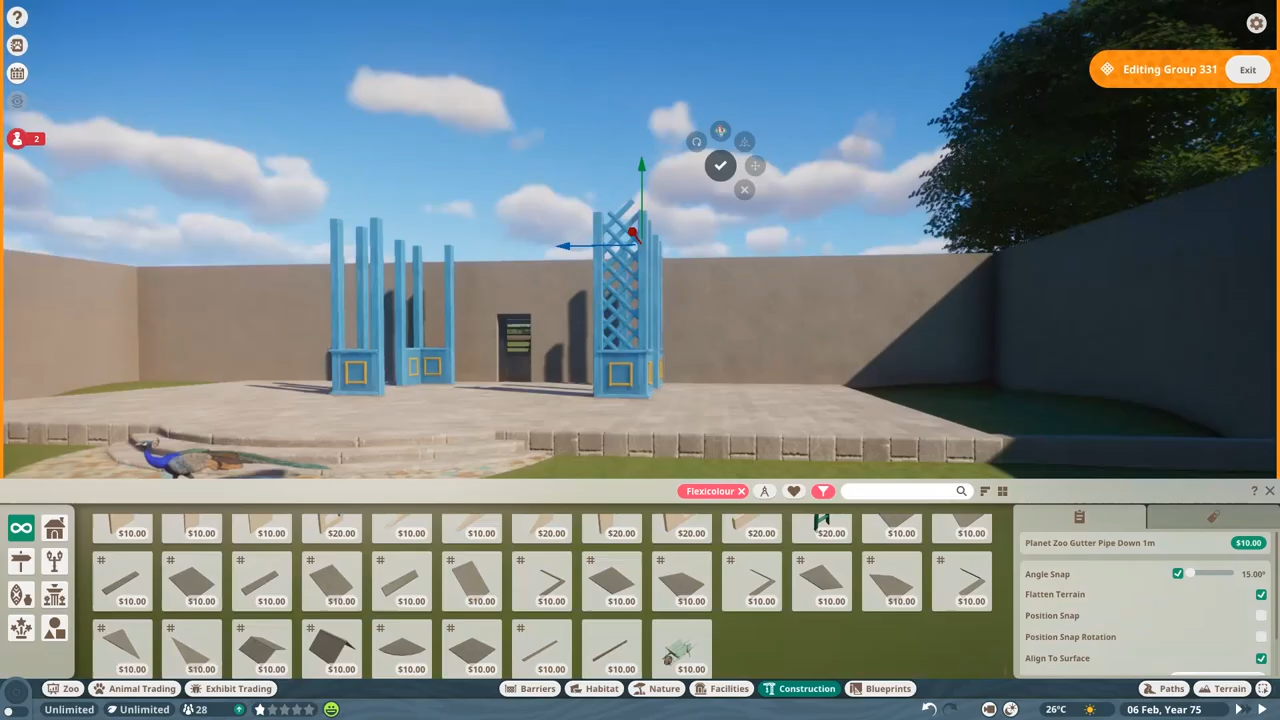 ?
Editing Group 331
Exit
2
Flexicolour
?
$10.00 $10.00 $10.00 $20.00 $10.00 $10.00 $20.00 $10.00 $20.00 $10.00 $20.00 $10.00 $10.00
Planet Zoo Gutter Pipe Down 1m
$10.00
Angle Snap
15.00°
Flatten Terrain
Position Snap
Position Snap Rotation
Align To Surface
$10.00 $10.00 $10.00 $10.00 $10.00 $10.00 $10.00 $10.00 $10.00 $10.00 $10.00 $10.00 $10.00
$10.00 $10.00 $10.00 $10.00 $10.00 $10.00 $10.00 $10.00 $10.00
Zoo
Animal Trading
Exhibit Trading
Barriers
Habitat
Nature
Facilities
Construction
Blueprints
Paths
Terrain
Unlimited
Unlimited
28
26°C
06 Feb, Year 75